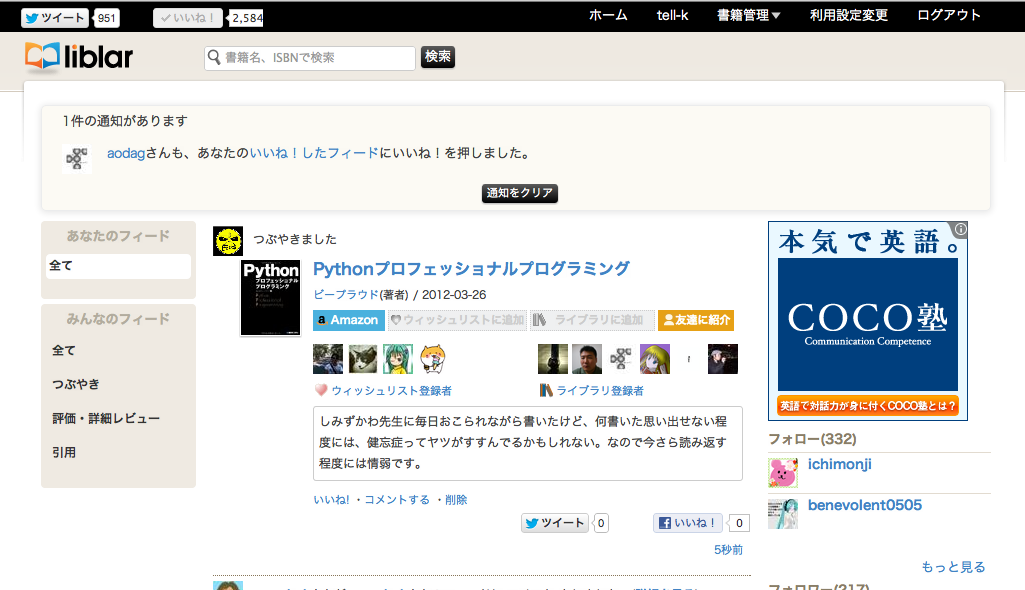 ツイート 951 いいね！ 2,584 ホーム tell-k 書籍管理▼ 利用設定変更 ログアウト
liblar 書籍名、ISBNで検索 検索
1件の通知があります
aodagさんも、あなたのいいね！したフィードにいいね！を押しました。
通知をクリア
あなたのフィード
全て
みんなのフィード
全て
つぶやき
評価・詳細レビュー
引用
つぶやきました
Python
プロフェッショナル
プログラミング
Pythonプロフェッショナルプログラミング
ビープラウド(著者) / 2012-03-26
Amazon ウィッシュリストに追加 ライブラリに追加 友達に紹介
ウィッシュリスト登録者 ライブラリ登録者
しみずかわ先生に毎日おこられながら書いたけど、何書いた思い出せない程
度には、健忘症ってヤツがすすんでるかもしれない。なので今さら読み返す
程度には情弱です。
いいね!・コメントする・削除
ツイート 0 いいね！ 0
5秒前
本気で英語。
COCO塾
Communication Competence
英語で対話力が身に付くCOCO塾とは？
フォロー(332)
ichimonji
benevolent0505
もっと見る